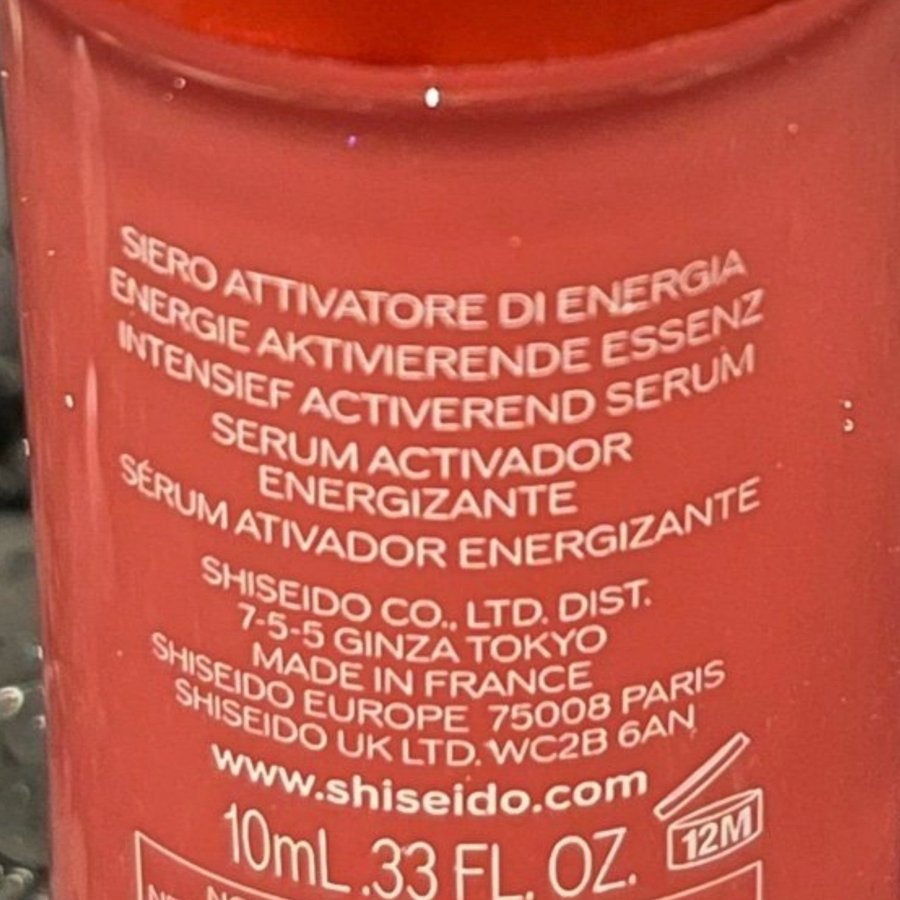 SIERO ATTIVATORE DI ENERGIA
ENERGIE AKTIVIERENDE ESSENZ
INTENSIEF ACTIVEREND SERUM
SERUM ACTIVADOR
ENERGIZANTE
SÉRUM ATIVADOR ENERGIZANTE
SHISEIDO CO., LTD. DIST.
7-5-5 GINZA TOKYO
MADE IN FRANCE
SHISEIDO EUROPE 75008 PARIS
SHISEIDO UK LTD. WC2B 6AN
www.shiseido.com
10mL .33 FL. OZ.
12M